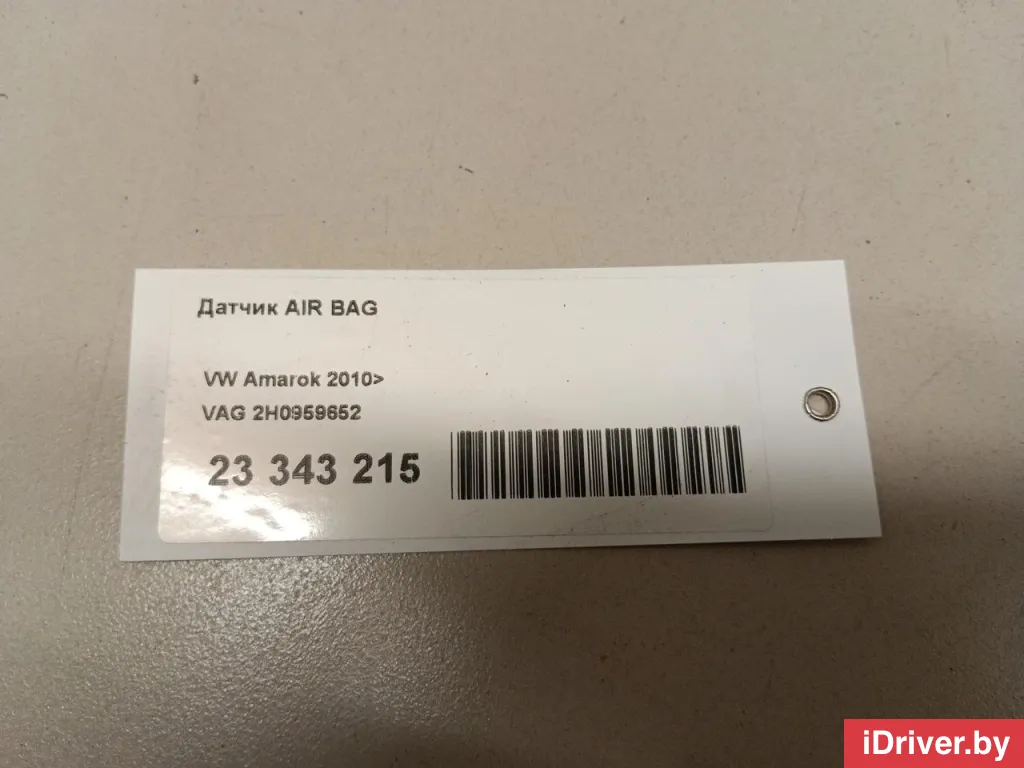 Датчик AIR BAG
VW Amarok 2010>
VAG 2H0959652
23 343 215
iDriver.by